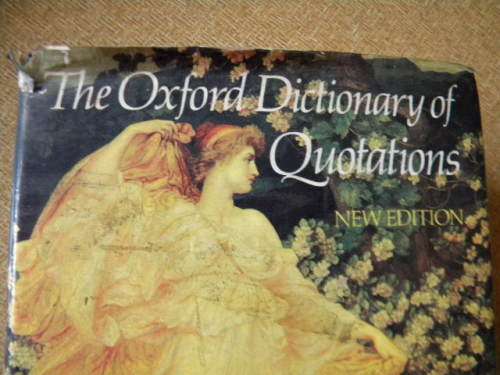 The Oxford Dictionary of
Quotations
NEW EDITION